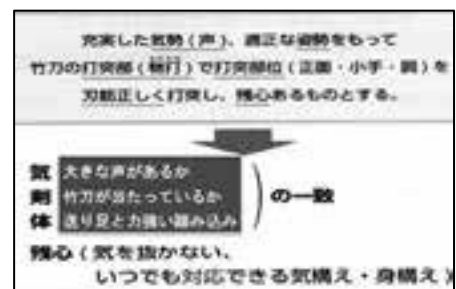 充実した気勢(声)、適正な姿勢をもって
竹刀の打突部( )で打突部位(正面・小手・胴)を
刃筋正しく打突し、残心あるものとする。
気 大きな声があるか
剣 竹刀が当たっているか
体 送り足と力強い踏み込み
の一致
残心(気を抜かない、
いつでも対応できる気構え・身構え)